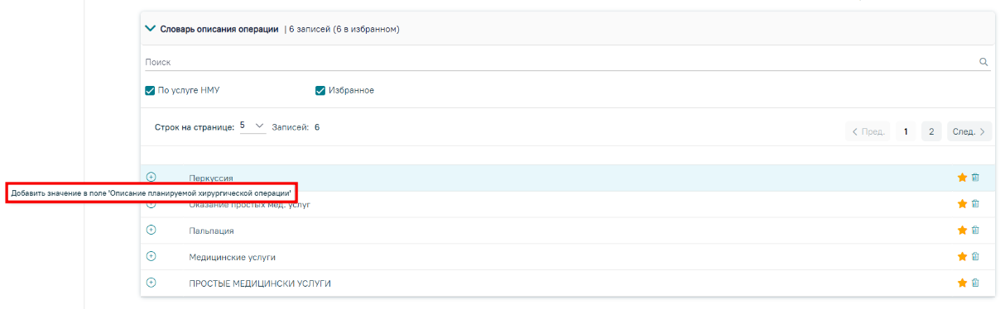 Словарь описания операции | 6 записей (6 в избранном)
Поиск
По услуге НМУ Избранное
Строк на странице: 5 Записей: 6 Пред. 1 2 След.
Перкуссия
Добавить значение в поле 'Описание планируемой хирургической операции'
Оказание простых мед. услуг
Пальпация
Медицинские услуги
ПРОСТЫЕ МЕДИЦИНСКИ УСЛУГИ